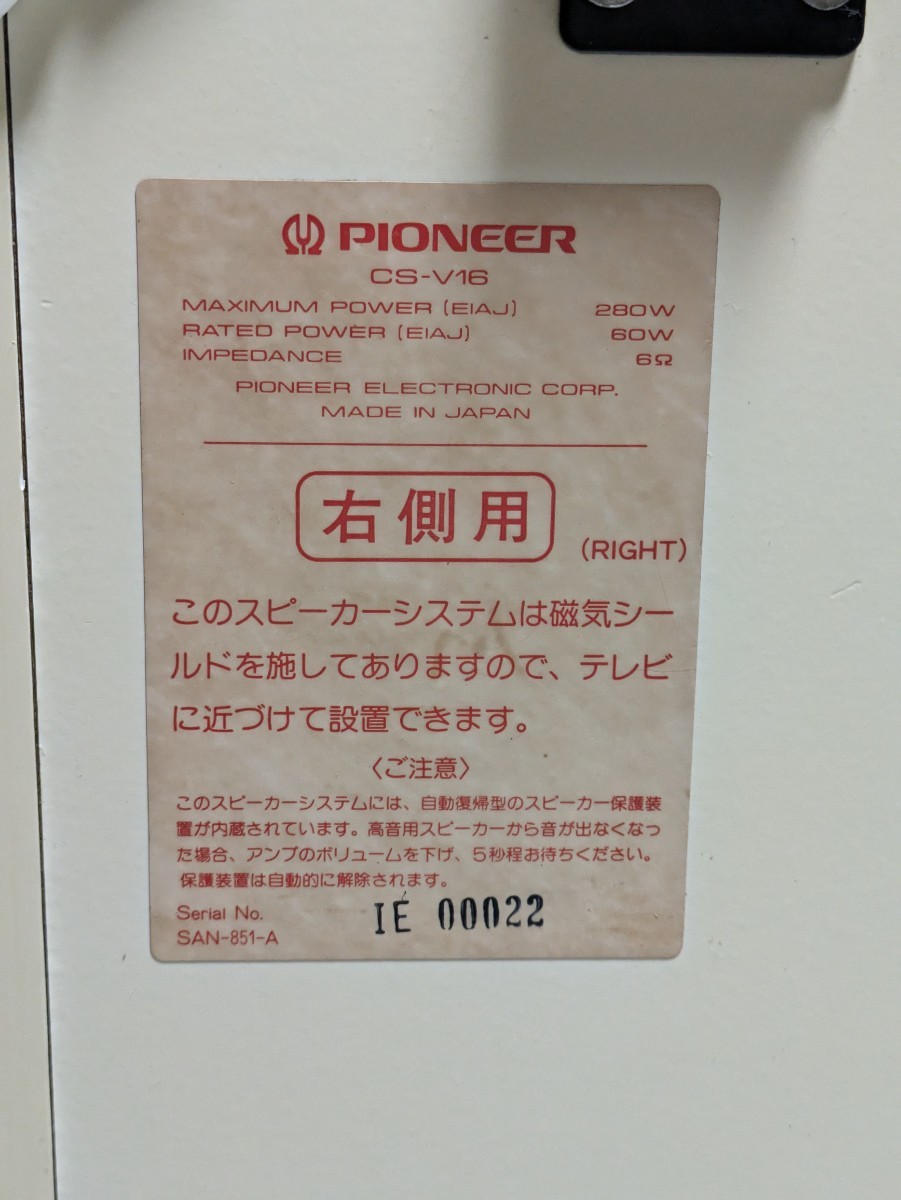 PIONEER
CS-V16
MAXIMUM POWER (EIAJ) 280W
RATED POWER (EIAJ) 60W
IMPEDANCE 6Ω
PIONEER ELECTRONIC CORP.
MADE IN JAPAN
右側用
(RIGHT)
このスピーカーシステムは磁気シー
ルドを施してありますので、テレビ
に近づけて設置できます。
〈ご注意〉
このスピーカーシステムには、自動復帰型のスピーカー保護装
置が内蔵されています。高音用スピーカーから音が出なくなっ
た場合、アンプのボリュームを下げ、5秒程お待ちください。
保護装置は自動的に解除されます。
Serial No. IE 00022
SAN-851-A